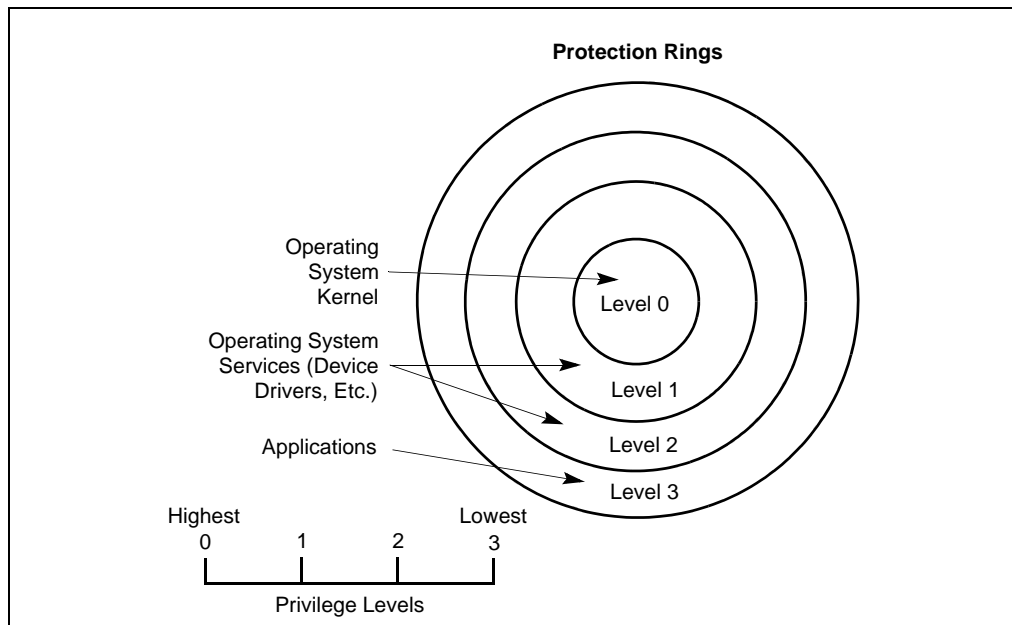 Protection Rings
Operating
System
Kernel
Level 0
Operating System
Services (Device
Drivers, Etc.)
Level 1
Level 2
Applications
Level 3
Highest
Lowest
0
1
2
3
Privilege Levels